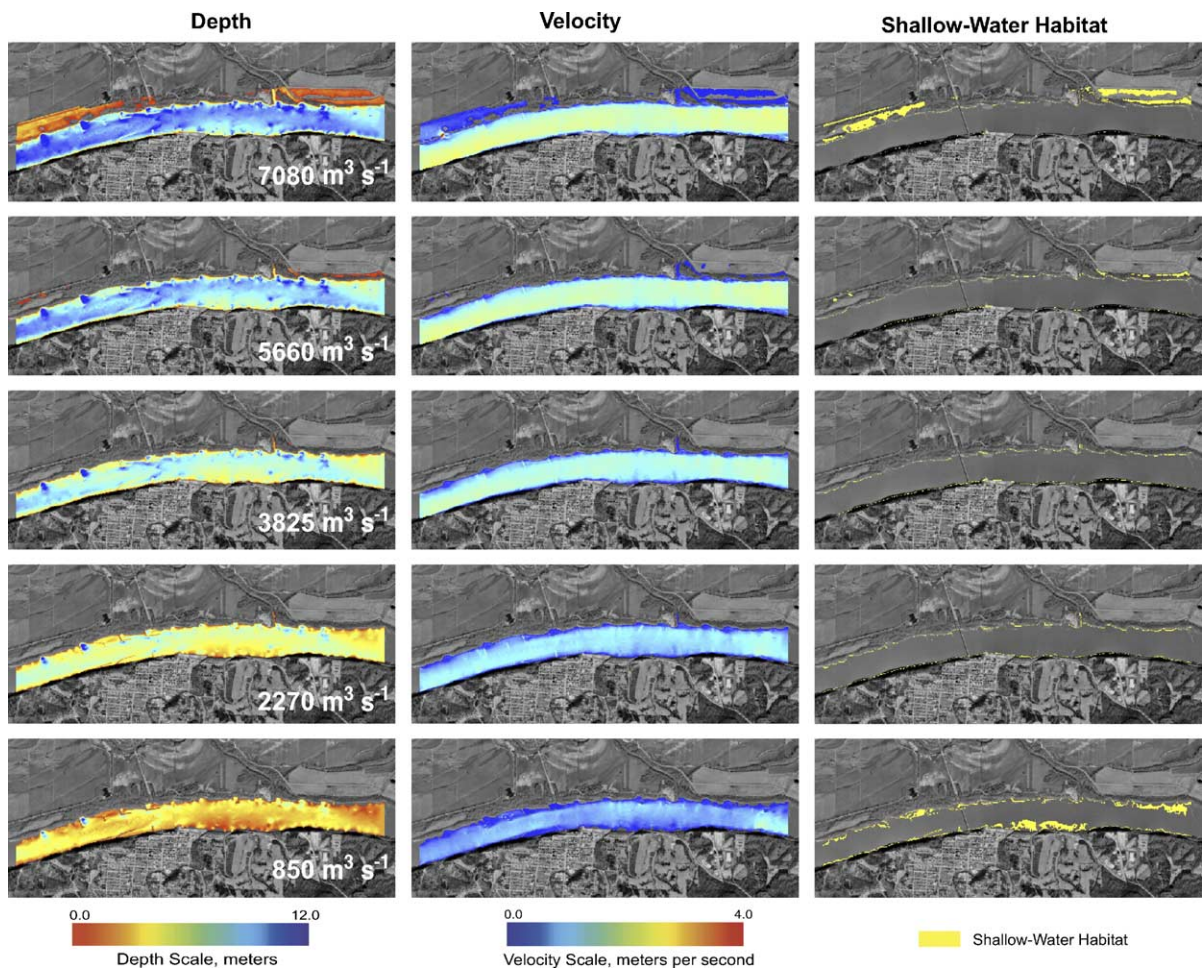 Depth
Velocity
Shallow-Water Habitat
7080 m³ s⁻¹
5660 m³ s⁻¹
3825 m³ s⁻¹
2270 m³ s⁻¹
850 m³ s⁻¹
0.0 12.0
Depth Scale, meters
0.0 4.0
Velocity Scale, meters per second
Shallow-Water Habitat